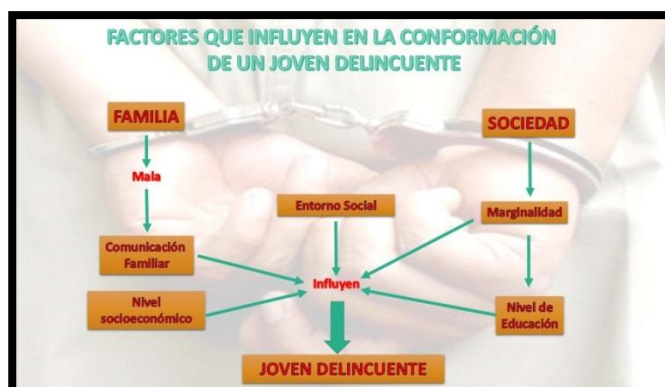 FACTORES QUE INFLUYEN EN LA CONFORMACIÓN
DE UN JOVEN DELINCUENTE
FAMILIA
SOCIEDAD
Mala
Entorno Social
Marginalidad
Comunicación
Familiar
Influyen
Nivel
socioeconómico
Nivel de
Educación
JOVEN DELINCUENTE